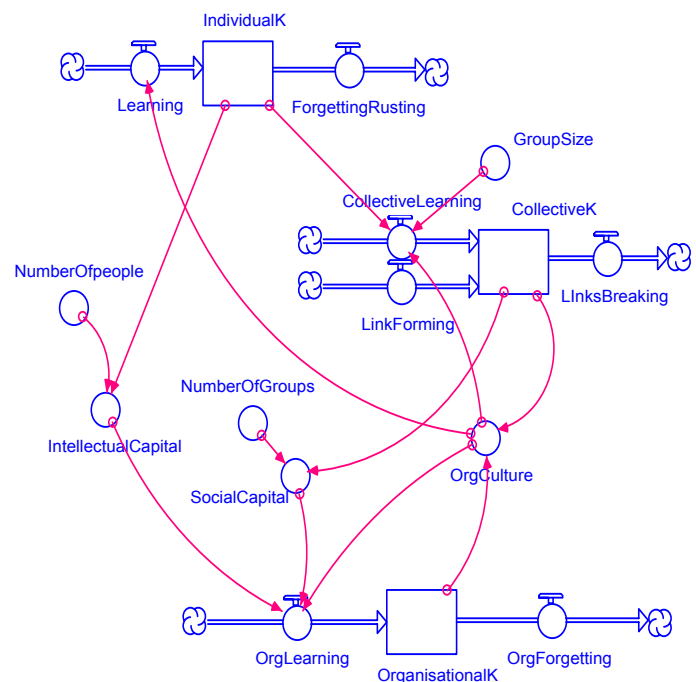 IndividualK
Learning
ForgettingRusting
GroupSize
CollectiveLearning
CollectiveK
NumberOfpeople
LInksBreaking
LinkForming
NumberOfGroups
IntellectualCapital
OrgCulture
SocialCapital
OrgLearning
OrgForgetting
OrganisationalK